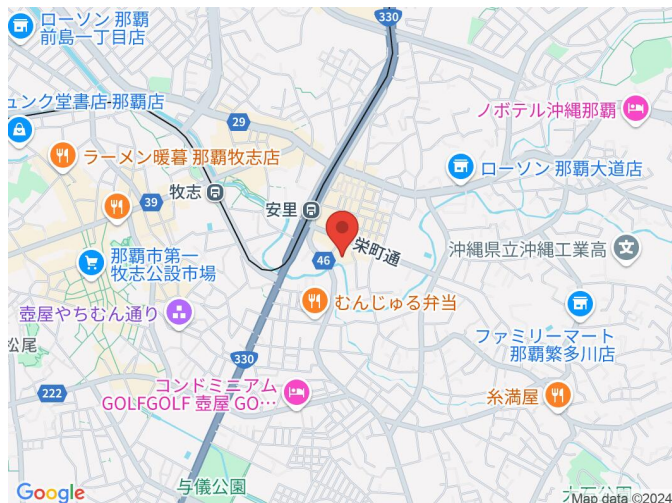 ローソン 那覇
前島一丁目店
330
ュンク堂書店 那覇店
29
ノボテル沖縄那覇
ラーメン暖暮 那覇牧志店
ローソン 那覇大道店
牧志
39
安里
栄町通
46
沖縄県立沖縄工業高
那覇市第一
牧志公設市場
むんじゅる弁当
壺屋やちむん通り
ファミリーマート
那覇繁多川店
松尾
330
222
コンドミニアム
GOLFGOLF 壺屋 GO…
糸満屋
与儀公園
Google
Map data ©2024